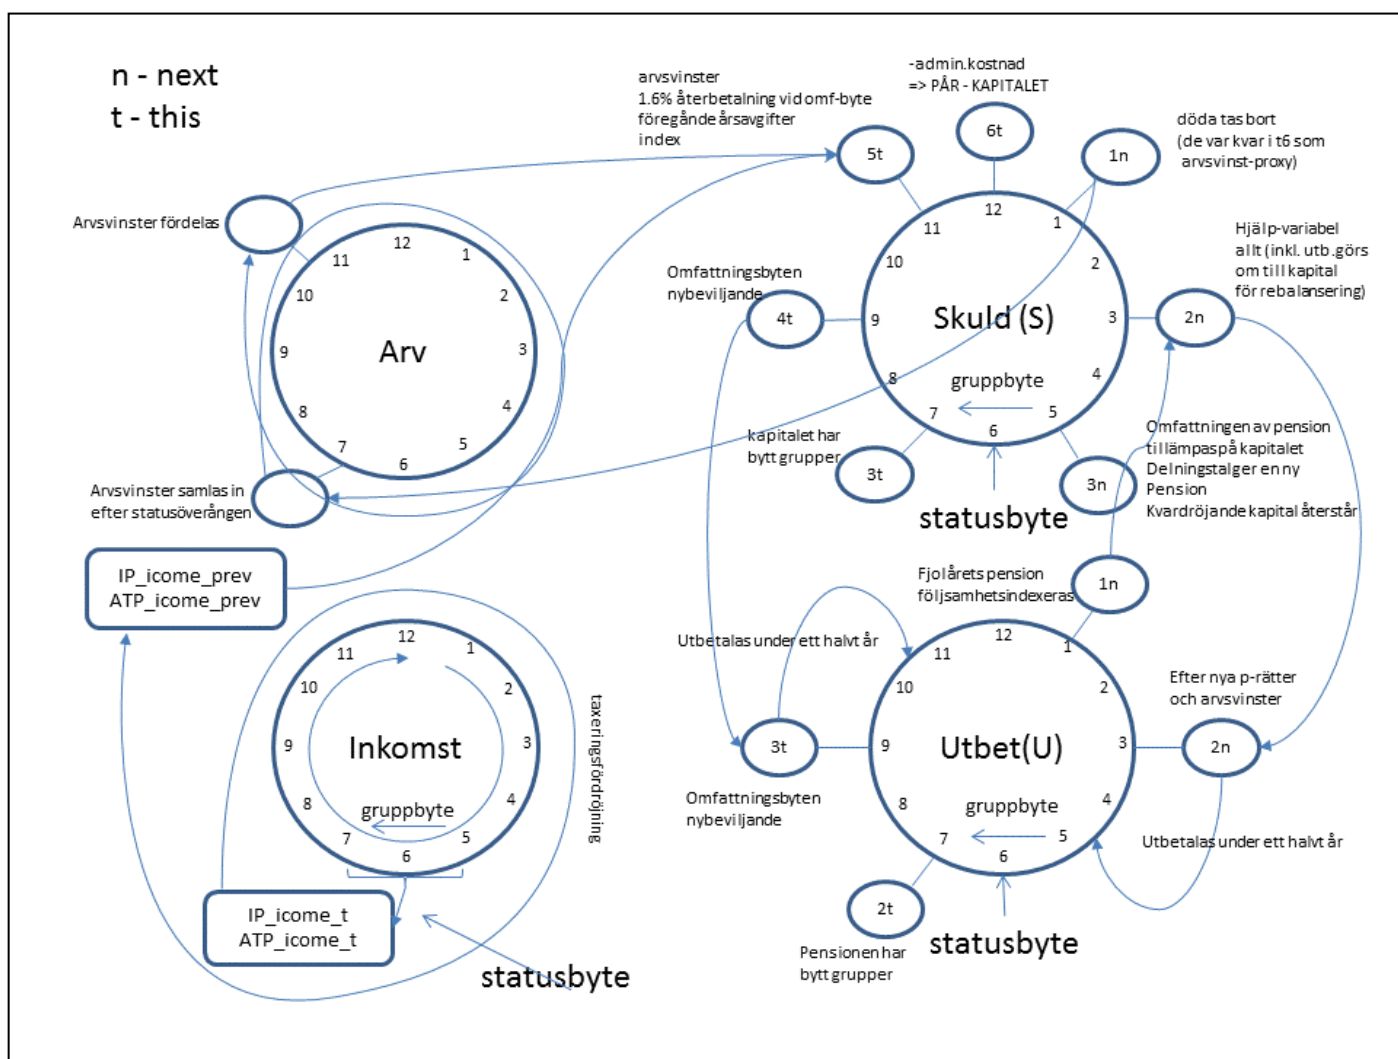 n - next
t - this
arvsvinster
1.6% återbetalning vid omf-byte
föregånde årsavgifter
index
-admin.kostnad
=> PÅR - KAPITALET
döda tas bort
(de var kvar i t6 som
arvsvinst-proxy)
5t
6t
1n
Arvsvinster fördelas
12
1
2
3
4
5
6
7
8
9
10
11
Arv
Arvsvinster samlas in
efter statusöverången
12
1
2
3
4
5
6
7
8
9
10
11
Skuld (S)
gruppbyte
statusbyte
Omfattningsbyten
nybeviljande
4t
Hjälp-variabel
allt (inkl. utb.görs
om till kapital
för rebalansering)
2n
kapitalet har
bytt grupper
3t
3n
Omfattningen av pension
tillämpaspå kapitalet
Delningstalger en ny
Pension
Kvardröjande kapital återstår
IP_icome_prev
ATP_icome_prev
12
1
2
3
4
5
6
7
8
9
10
11
Inkomst
gruppbyte
taxeringsfördröjning
IP_icome_t
ATP_icome_t
statusbyte
Fjolårets pension
följsamhetsindexeras
1n
Utbetalas under ett halvt år
12
1
2
3
4
5
6
7
8
9
10
11
Utbet(U)
gruppbyte
statusbyte
3t
Omfattningsbyten
nybeviljande
Efter nya p-rätter
och arvsvinster
2n
Utbetalas under ett halvt år
2t
Pensionen har
bytt grupper